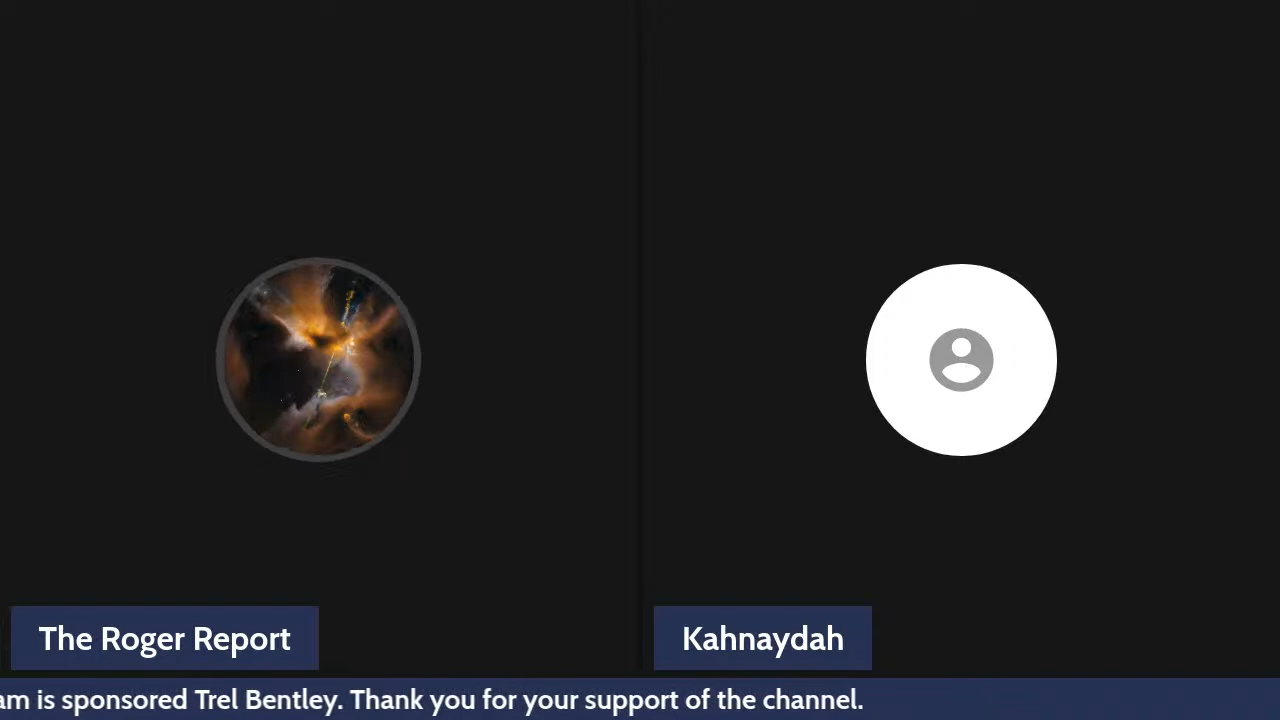 The Roger Report
Kahnaydah
am is sponsored Trel Bentley. Thank you for your support of the channel.